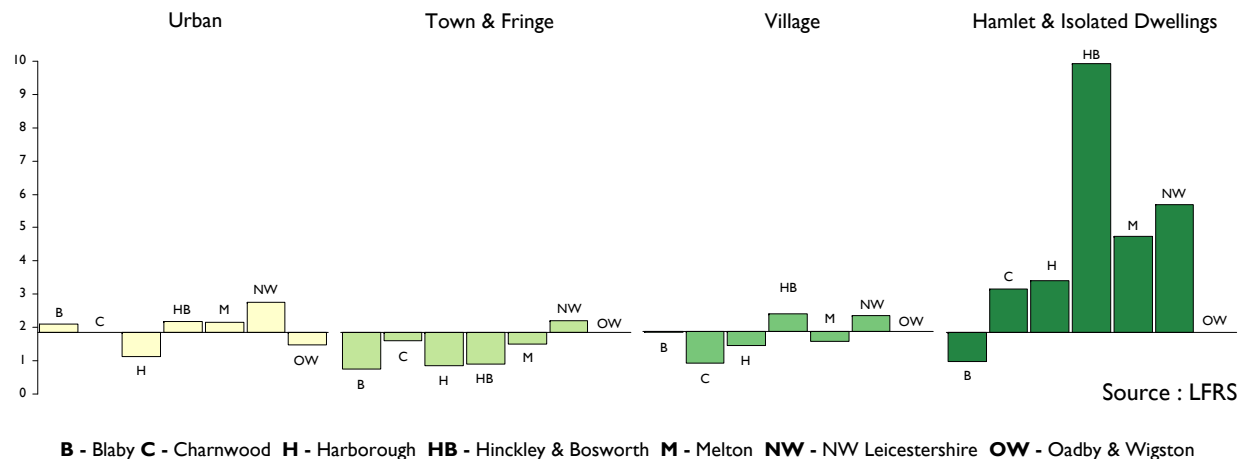 Urban Town & Fringe Village Hamlet & Isolated Dwellings
10
9
8
7
6
5
4
3
2
1
0
B C H HB M NW OW
B C H HB M NW OW
B C H HB M NW OW
B C H HB M NW OW
Source : LFRS
B - Blaby C - Charnwood H - Harborough HB - Hinckley & Bosworth M - Melton NW - NW Leicestershire OW - Oadby & Wigston